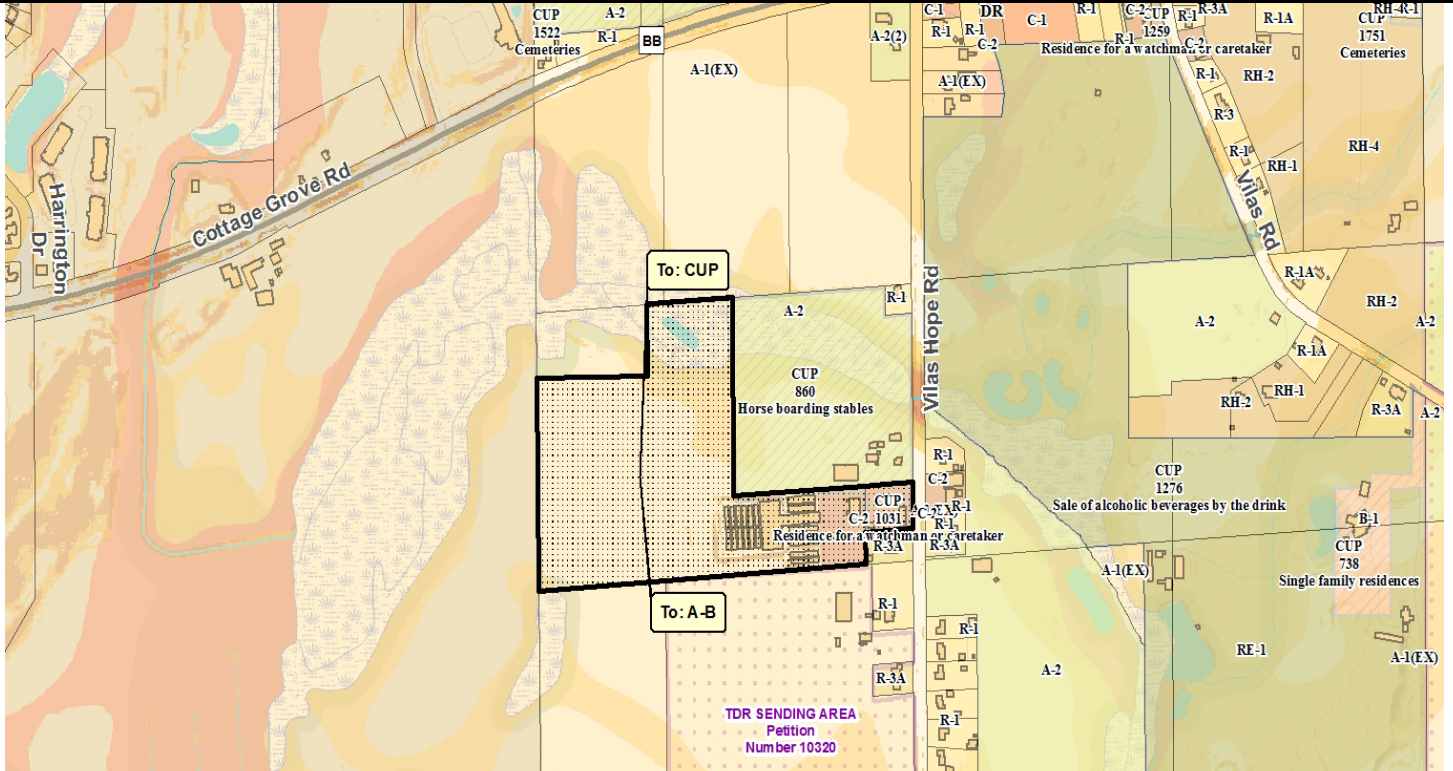 CUP
1522
Cemeteries
A-2
R-1
BB
A-1(EX)
A-2(2)
C-1
R-1
DR
R-1
C-2
C-1
R-1
C-2
CUP
1259
R-1
R-3A
R-1
C-2
Residence for a watchman or caretaker
R-1A
RH-4
R-1
CUP
1751
Cemeteries
A-1(EX)
R-1
RH-2
R-3
R-1
RH-1
RH-4
Harrington
Dr
Cottage Grove Rd
Vilas Rd
To: CUP
A-2
R-1
Vilas Hope Rd
R-1A
RH-2
A-2
A-2
R-1A
CUP
860
Horse boarding stables
RH-2
RH-1
R-3A
A-2
R-1
C-2
CUP
1276
Sale of alcoholic beverages by the drink
R-1
CUP
C-2
1031
Residence for a watchman or caretaker
R-1
R-3A
R-3A
B-1
CUP
738
Single family residences
A-1(EX)
To: A-B
R-1
R-1
RE-1
A-1(EX)
A-2
R-3A
R-1
TDR SENDING AREA
Petition
Number 10320